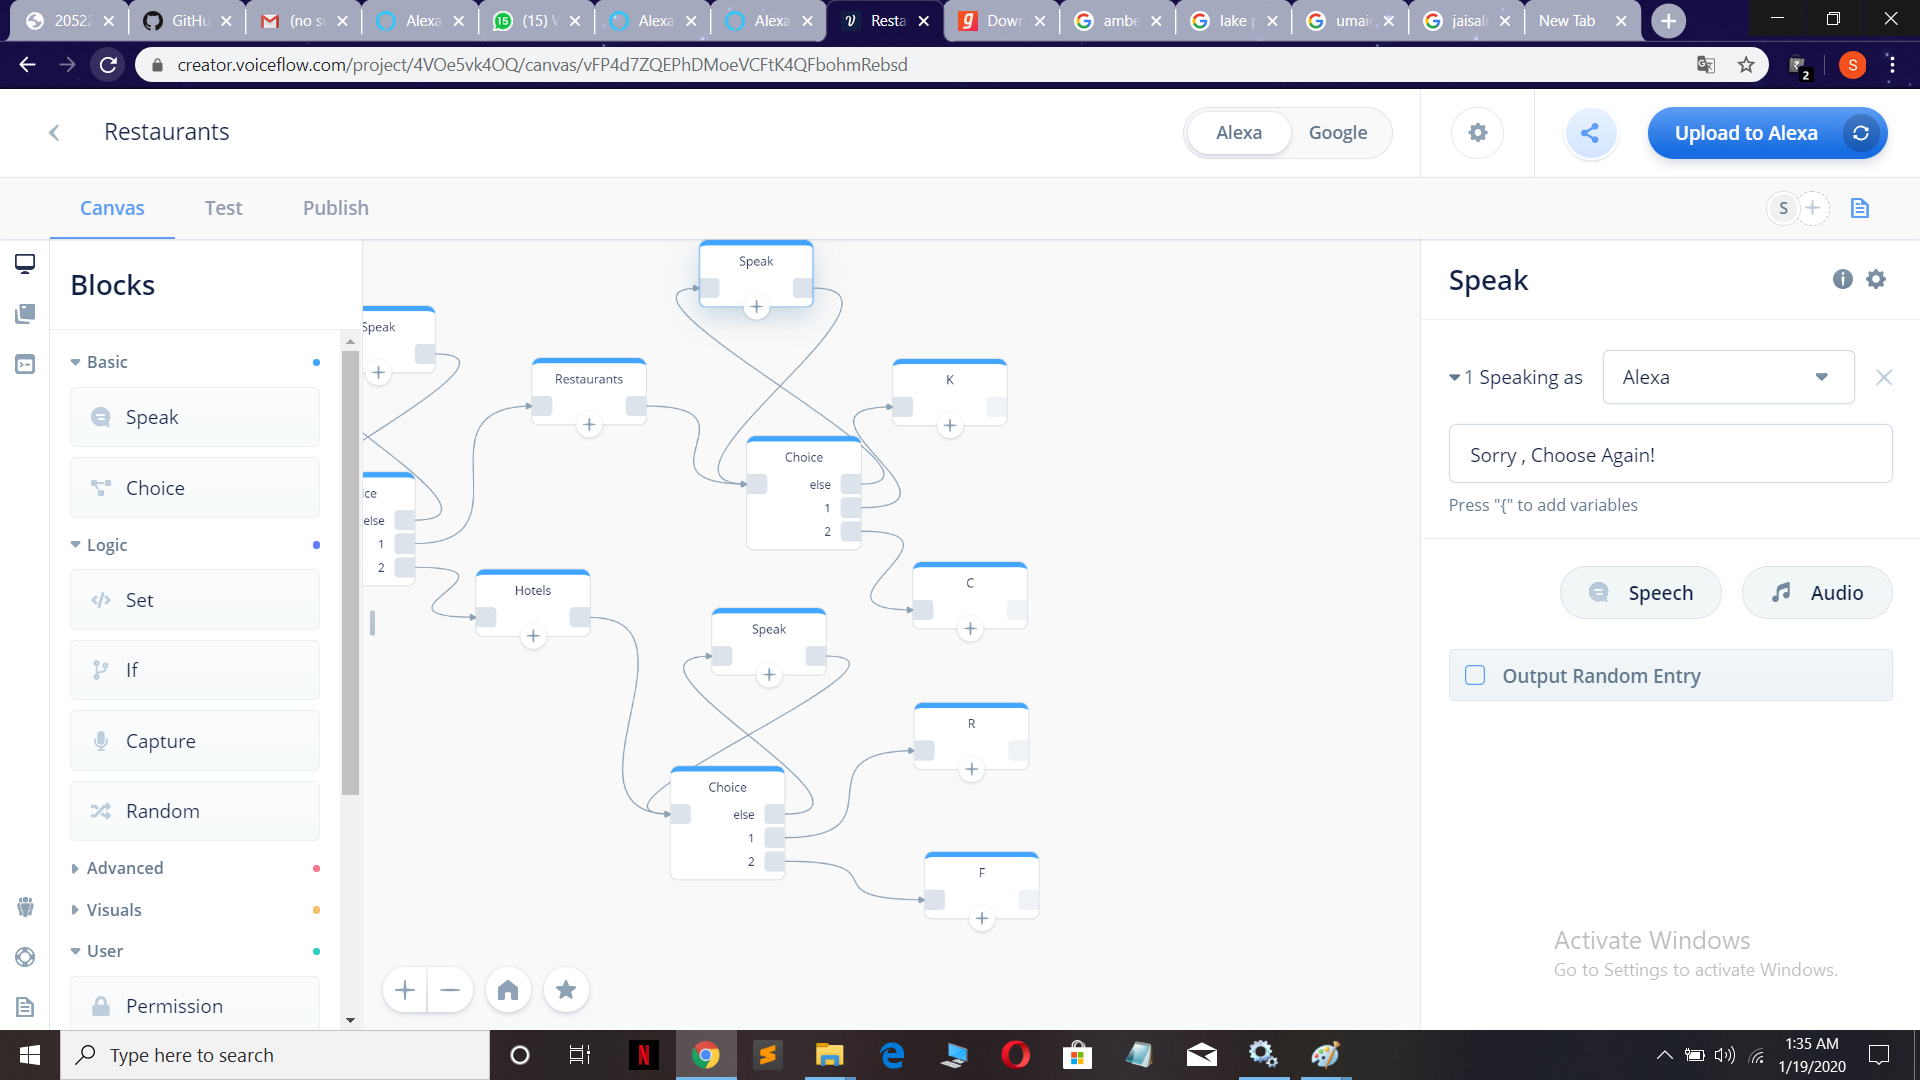 20522
GitHu
(no su
Alexa
(15) W
Alexa
Alexa
Resta
Down
ambe
lake p
umaid
jaisalm
New Tab
creator.voiceflow.com/project/4VOe5vk4OQ/canvas/vFP4d7ZQEPhDMoeVCFtK4QFbohmRebsd
2
S
Restaurants
Alexa
Google
Upload to Alexa
Canvas
Test
Publish
S
Blocks
Basic
Speak
Choice
Logic
Set
If
Capture
Random
Advanced
Visuals
User
Permission
Speak
Speak
Restaurants
K
Choice
else
1
2
ice
else
1
2
Hotels
C
Speak
R
Choice
else
1
2
F
Speak
1 Speaking as
Alexa
Sorry , Choose Again!
Press "{" to add variables
Speech
Audio
Output Random Entry
Activate Windows
Go to Settings to activate Windows.
Type here to search
1:35 AM
1/19/2020